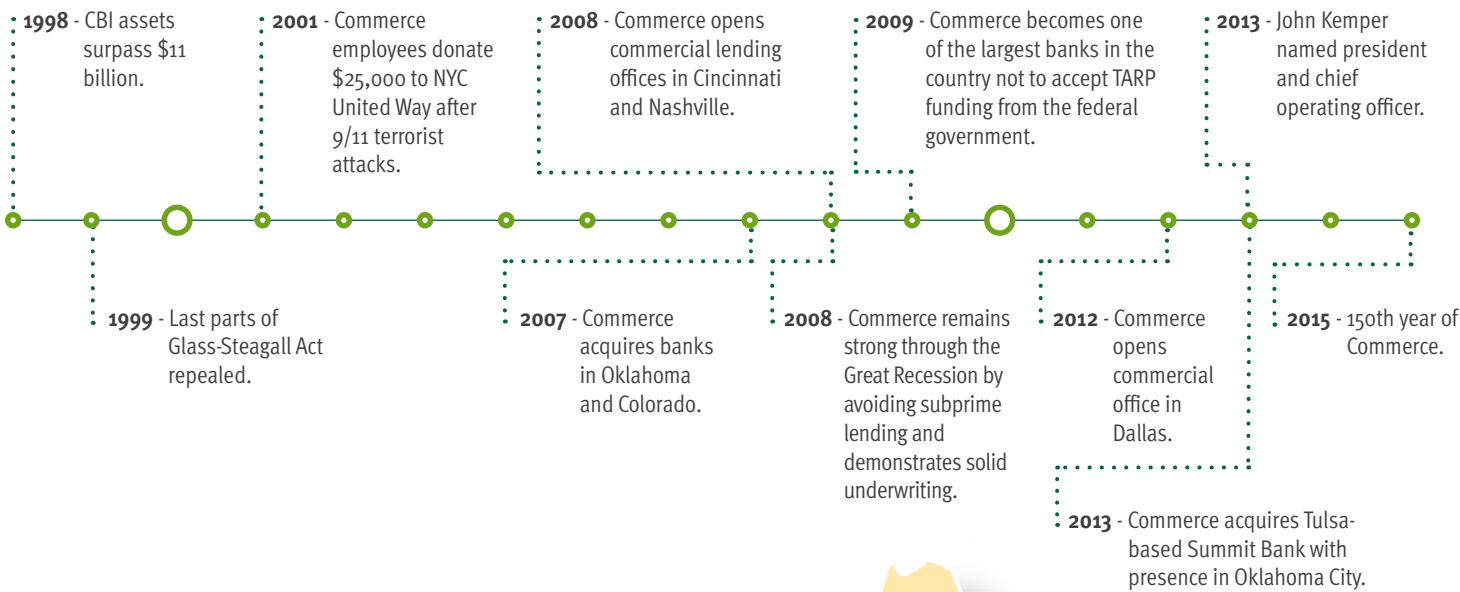 1998 - CBI assets
surpass $11
billion.
2001 - Commerce
employees donate
$25,000 to NYC
United Way after
9/11 terrorist
attacks.
2008 - Commerce opens
commercial lending
offices in Cincinnati
and Nashville.
2009 - Commerce becomes one
of the largest banks in the
country not to accept TARP
funding from the federal
government.
2013 - John Kemper
named president
and chief
operating officer.
1999 - Last parts of
Glass-Steagall Act
repealed.
2007 - Commerce
acquires banks
in Oklahoma
and Colorado.
2008 - Commerce remains
strong through the
Great Recession by
avoiding subprime
lending and
demonstrates solid
underwriting.
2012 - Commerce
opens
commercial
office in
Dallas.
2013 - Commerce acquires Tulsa-
based Summit Bank with
presence in Oklahoma City.
2015 - 150th year of
Commerce.